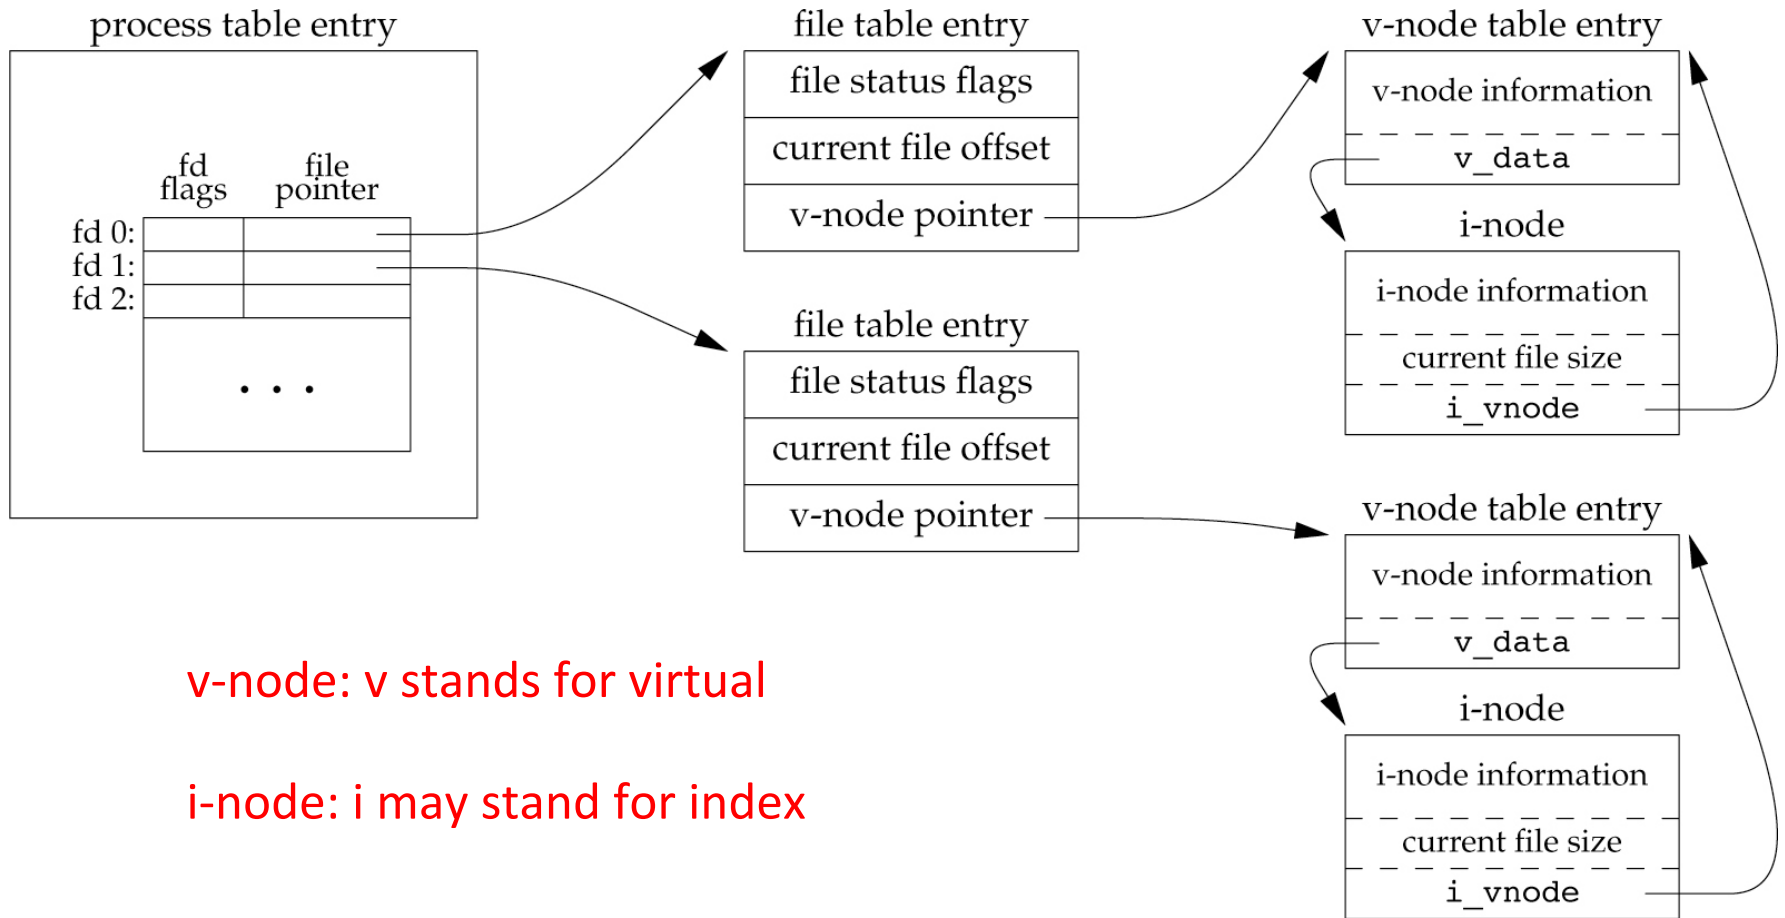 process table entry
fd
flags
file
pointer
fd 0:
fd 1:
fd 2:
. . .
file table entry
file status flags
current file offset
v-node pointer
file table entry
file status flags
current file offset
v-node pointer
v-node table entry
v-node information
v_data
i-node
i-node information
current file size
i_vnode
v-node table entry
v-node information
v_data
i-node
i-node information
current file size
i_vnode
v-node: v stands for virtual
i-node: i may stand for index